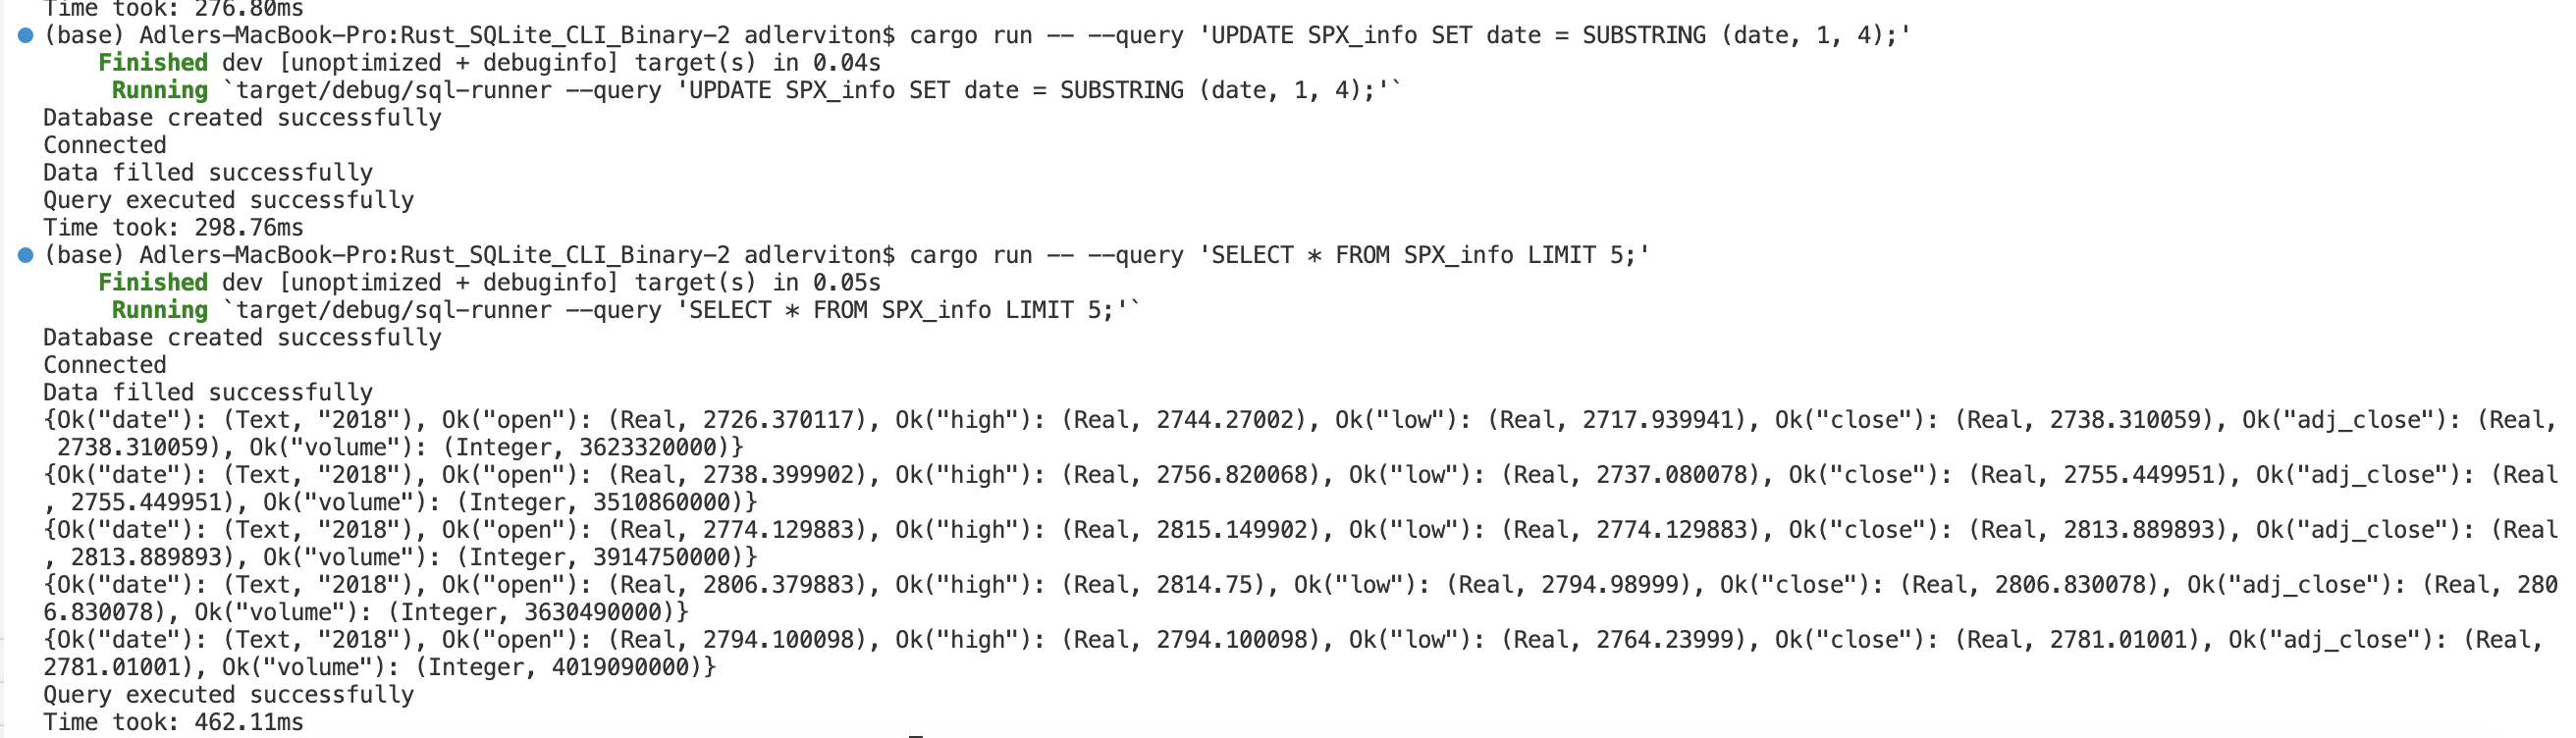 Time took: 276.80ms
(base) Adlers-MacBook-Pro:Rust_SQLite_CLI_Binary-2 adlerviton$ cargo run -- --query 'UPDATE SPX_info SET date = SUBSTRING (date, 1, 4);'
Finished dev [unoptimized + debuginfo] target(s) in 0.04s
Running `target/debug/sql-runner --query 'UPDATE SPX_info SET date = SUBSTRING (date, 1, 4);'`
Database created successfully
Connected
Data filled successfully
Query executed successfully
Time took: 298.76ms
(base) Adlers-MacBook-Pro:Rust_SQLite_CLI_Binary-2 adlerviton$ cargo run -- --query 'SELECT * FROM SPX_info LIMIT 5;'
Finished dev [unoptimized + debuginfo] target(s) in 0.05s
Running `target/debug/sql-runner --query 'SELECT * FROM SPX_info LIMIT 5;'`
Database created successfully
Connected
Data filled successfully
{Ok("date"): (Text, "2018"), Ok("open"): (Real, 2726.370117), Ok("high"): (Real, 2744.27002), Ok("low"): (Real, 2717.939941), Ok("close"): (Real, 2738.310059), Ok("adj_close"): (Real,
2738.310059), Ok("volume"): (Integer, 3623320000)}
{Ok("date"): (Text, "2018"), Ok("open"): (Real, 2738.399902), Ok("high"): (Real, 2756.820068), Ok("low"): (Real, 2737.080078), Ok("close"): (Real, 2755.449951), Ok("adj_close"): (Real
, 2755.449951), Ok("volume"): (Integer, 3510860000)}
{Ok("date"): (Text, "2018"), Ok("open"): (Real, 2774.129883), Ok("high"): (Real, 2815.149902), Ok("low"): (Real, 2774.129883), Ok("close"): (Real, 2813.889893), Ok("adj_close"): (Real
, 2813.889893), Ok("volume"): (Integer, 3914750000)}
{Ok("date"): (Text, "2018"), Ok("open"): (Real, 2806.379883), Ok("high"): (Real, 2814.75), Ok("low"): (Real, 2794.98999), Ok("close"): (Real, 2806.830078), Ok("adj_close"): (Real, 280
6.830078), Ok("volume"): (Integer, 3630490000)}
{Ok("date"): (Text, "2018"), Ok("open"): (Real, 2794.100098), Ok("high"): (Real, 2794.100098), Ok("low"): (Real, 2764.23999), Ok("close"): (Real, 2781.01001), Ok("adj_close"): (Real,
2781.01001), Ok("volume"): (Integer, 4019090000)}
Query executed successfully
Time took: 462.11ms